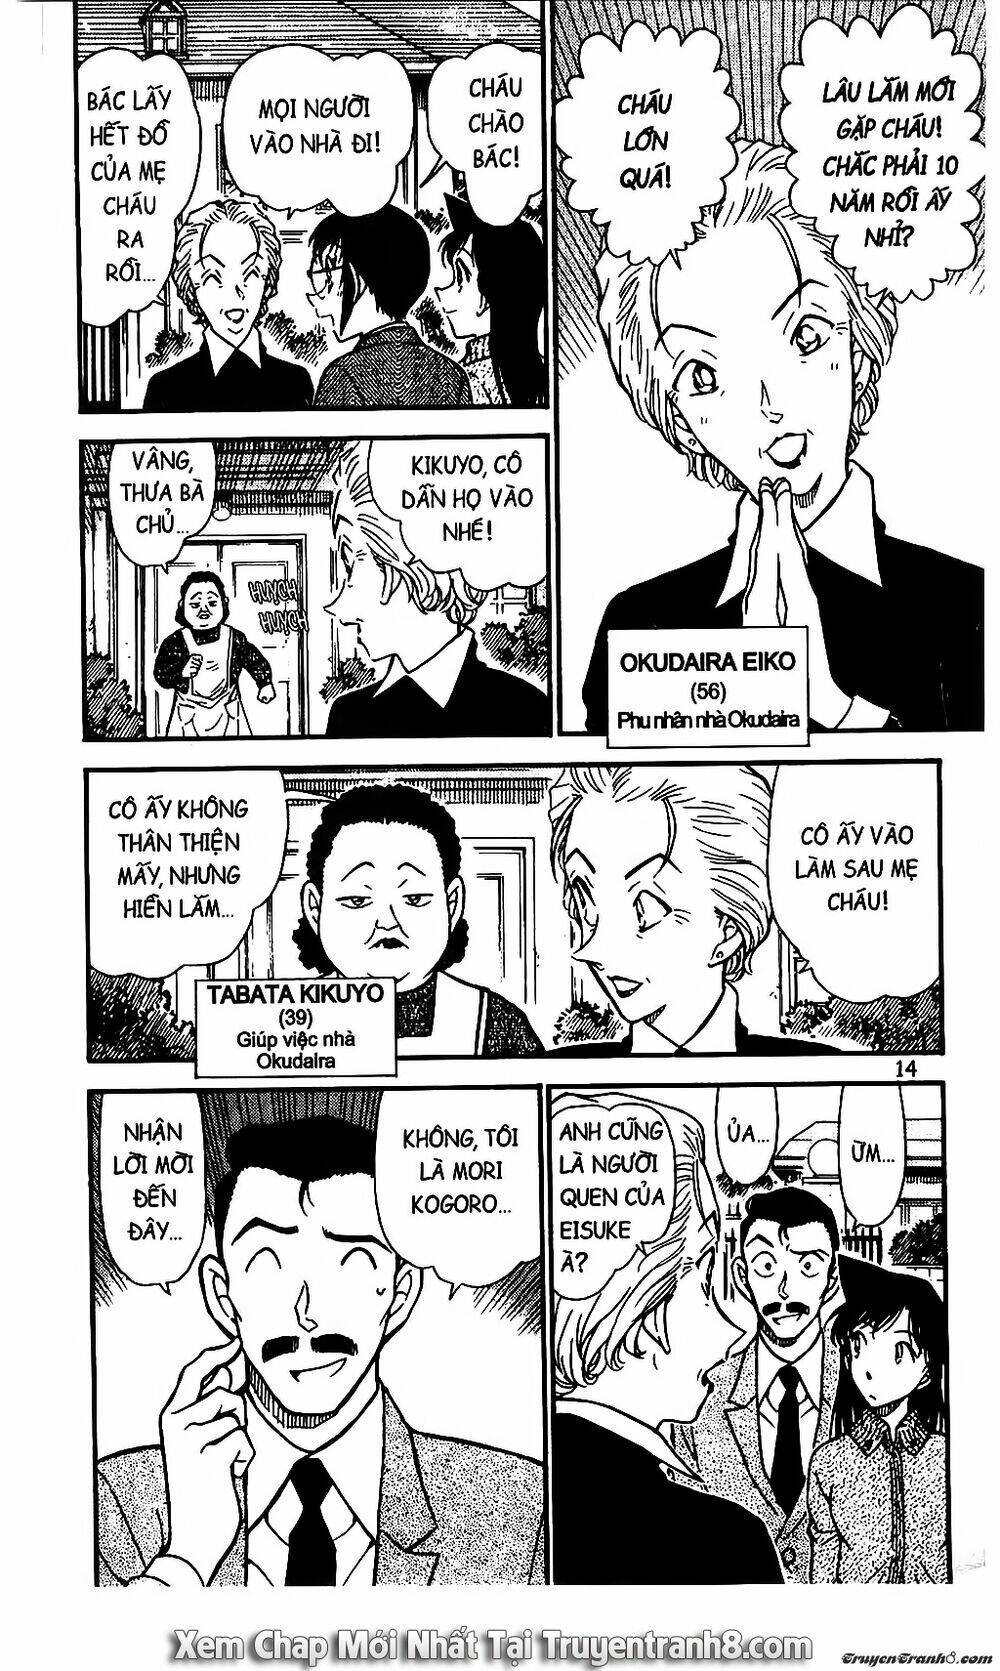 LÂU LẮM MỚI
GẶP CHÁU!
CHẮC PHẢI 10
NĂM RỒI ẤY
NHỈ?
CHÁU
LỚN
QUÁ!
OKUDAIRA EIKO
(56)
Phu nhân nhà Okudaira
CHÁU
CHÀO
BÁC!
MỌI NGƯỜI
VÀO NHÀ ĐI!
BÁC LẤY
HẾT ĐỒ
CỦA MẸ
CHÁU
RA
RỒI...
KIKUYO, CÔ
DẪN HỌ VÀO
NHÉ!
VÂNG,
THƯA BÀ
CHỦ...
HUỴCH
HUỴCH
CÔ ẤY VÀO
LÀM SAU MẸ
CHÁU!
CÔ ẤY KHÔNG
THÂN THIỆN
MẤY, NHƯNG
HIỀN LẮM...
TABATA KIKUYO
(39)
Giúp việc nhà
Okudaira
14
ỪM...
ỦA...
ANH CŨNG
LÀ NGƯỜI
QUEN CỦA
EISUKE
À?
KHÔNG, TÔI
LÀ MORI
KOGORO...
NHẬN
LỜI MỜI
ĐẾN
ĐÂY...
Xem Chap Mới Nhất Tại Truyentranh8.com
TruyenTranh8.com